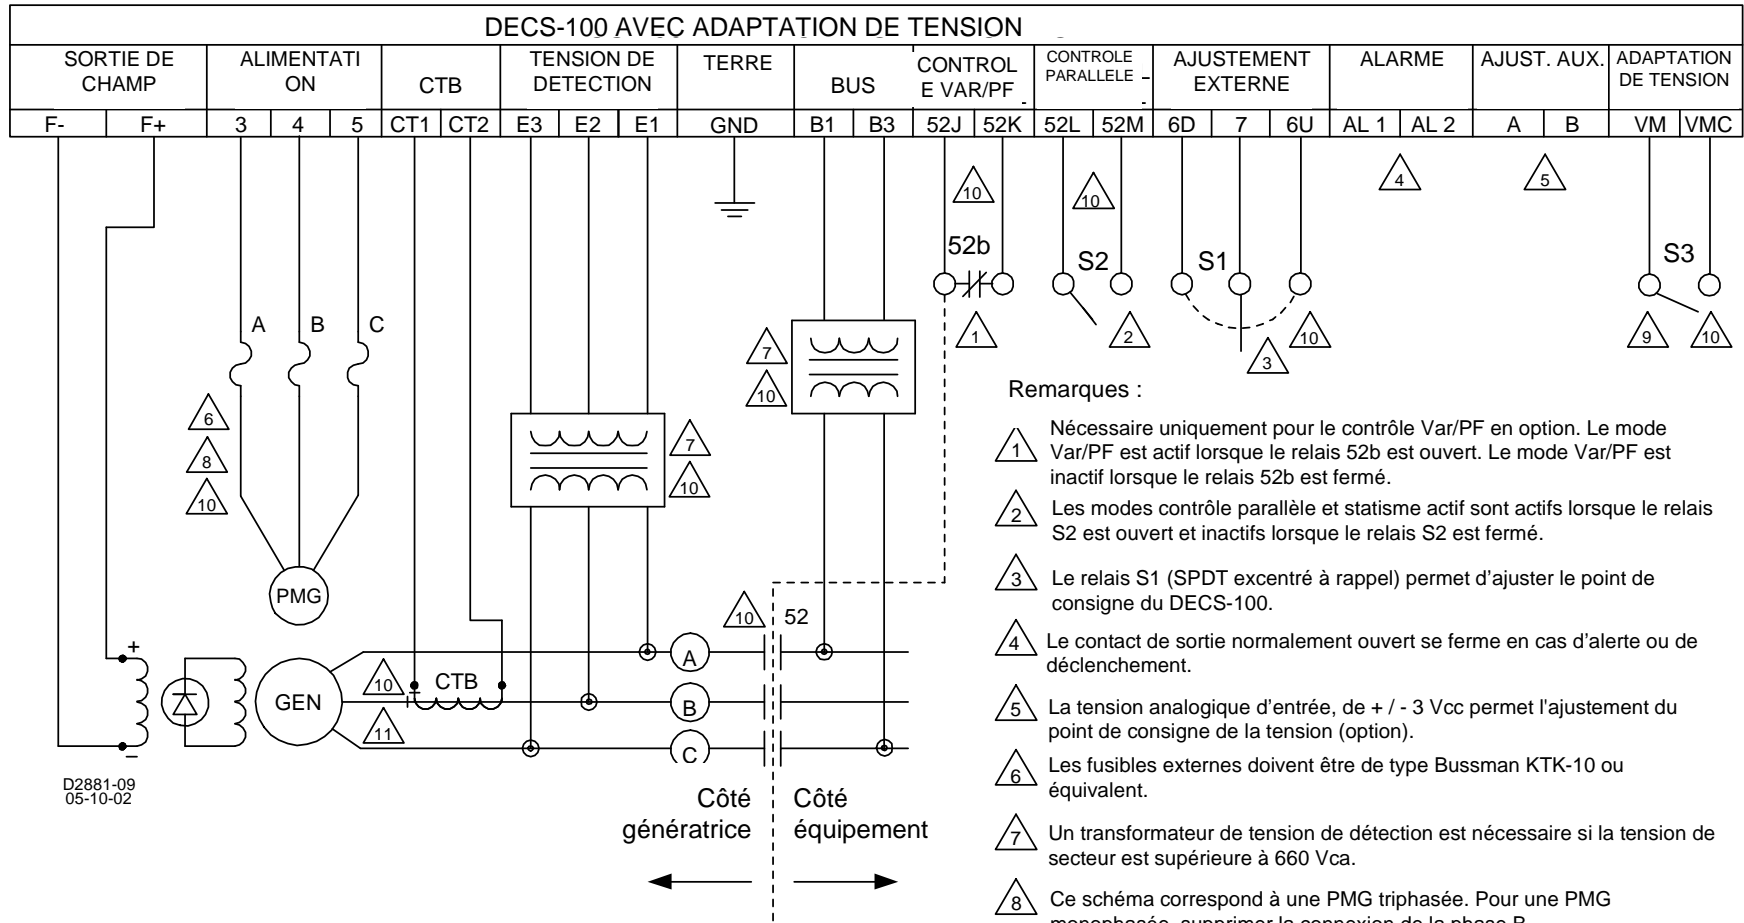 DECS-100 AVEC ADAPTATION DE TENSION
SORTIE DE
CHAMP
ALIMENTATI
ON
CTB
TENSION DE
DETECTION
TERRE
BUS
CONTROL
E VAR/PF
CONTROLE
PARALLELE
AJUSTEMENT
EXTERNE
ALARME
AJUST. AUX.
ADAPTATION
DE TENSION
F- F+ 3 4 5 CT1 CT2 E3 E2 E1 GND B1 B3 52J 52K 52L 52M 6D 7 6U AL 1 AL 2 A B VM VMC
10
10
4
5
52b
S2
S1
S3
A B C
1
2
3
10
9
10
7
10
6
8
10
7
10
PMG
10
52
+
GEN
10
CTB
11
A
B
C
–
D2881-09
05-10-02
Côté
génératrice
Côté
équipement
Remarques :
1 Nécessaire uniquement pour le contrôle Var/PF en option. Le mode
Var/PF est actif lorsque le relais 52b est ouvert. Le mode Var/PF est
inactif lorsque le relais 52b est fermé.
2 Les modes contrôle parallèle et statisme actif sont actifs lorsque le relais
S2 est ouvert et inactifs lorsque le relais S2 est fermé.
3 Le relais S1 (SPDT excentré à rappel) permet d'ajuster le point de
consigne du DECS-100.
4 Le contact de sortie normalement ouvert se ferme en cas d'alerte ou de
déclenchement.
5 La tension analogique d'entrée, de + / - 3 Vcc permet l'ajustement du
point de consigne de la tension (option).
6 Les fusibles externes doivent être de type Bussman KTK-10 ou
équivalent.
7 Un transformateur de tension de détection est nécessaire si la tension de
secteur est supérieure à 660 Vca.
8 Ce schéma correspond à une PMG triphasée. Pour une PMG
monophasée, supprimer la connexion de la phase B